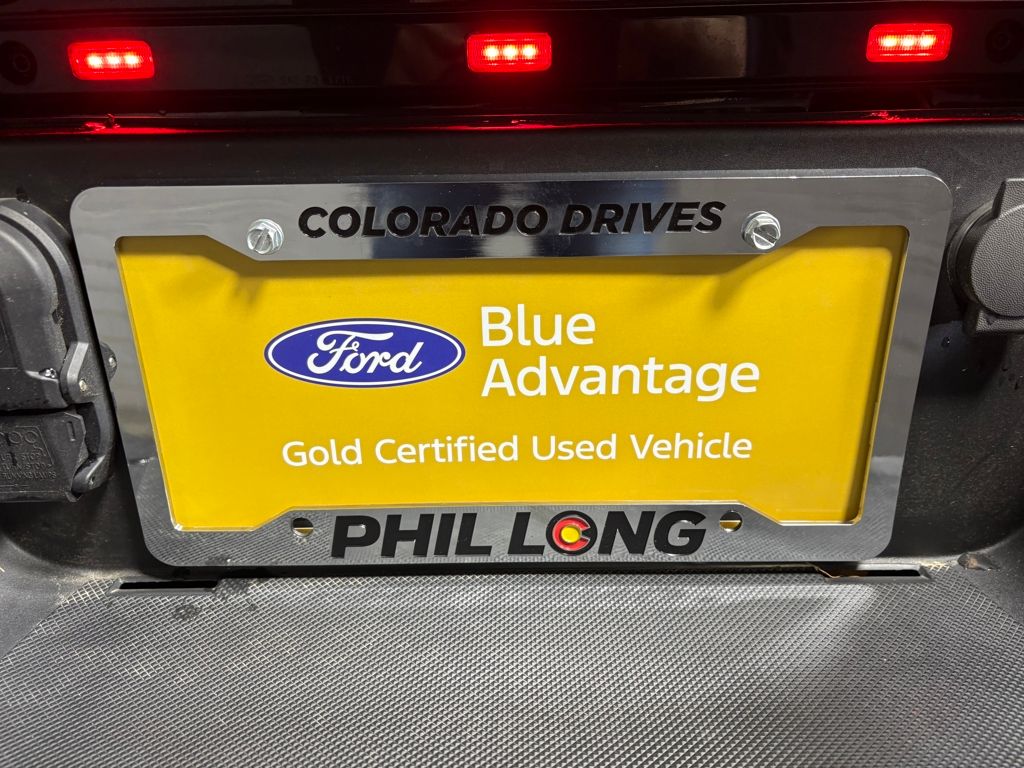 COLORADO DRIVES
Ford
Blue
Advantage
Gold Certified Used Vehicle
PHIL LONG